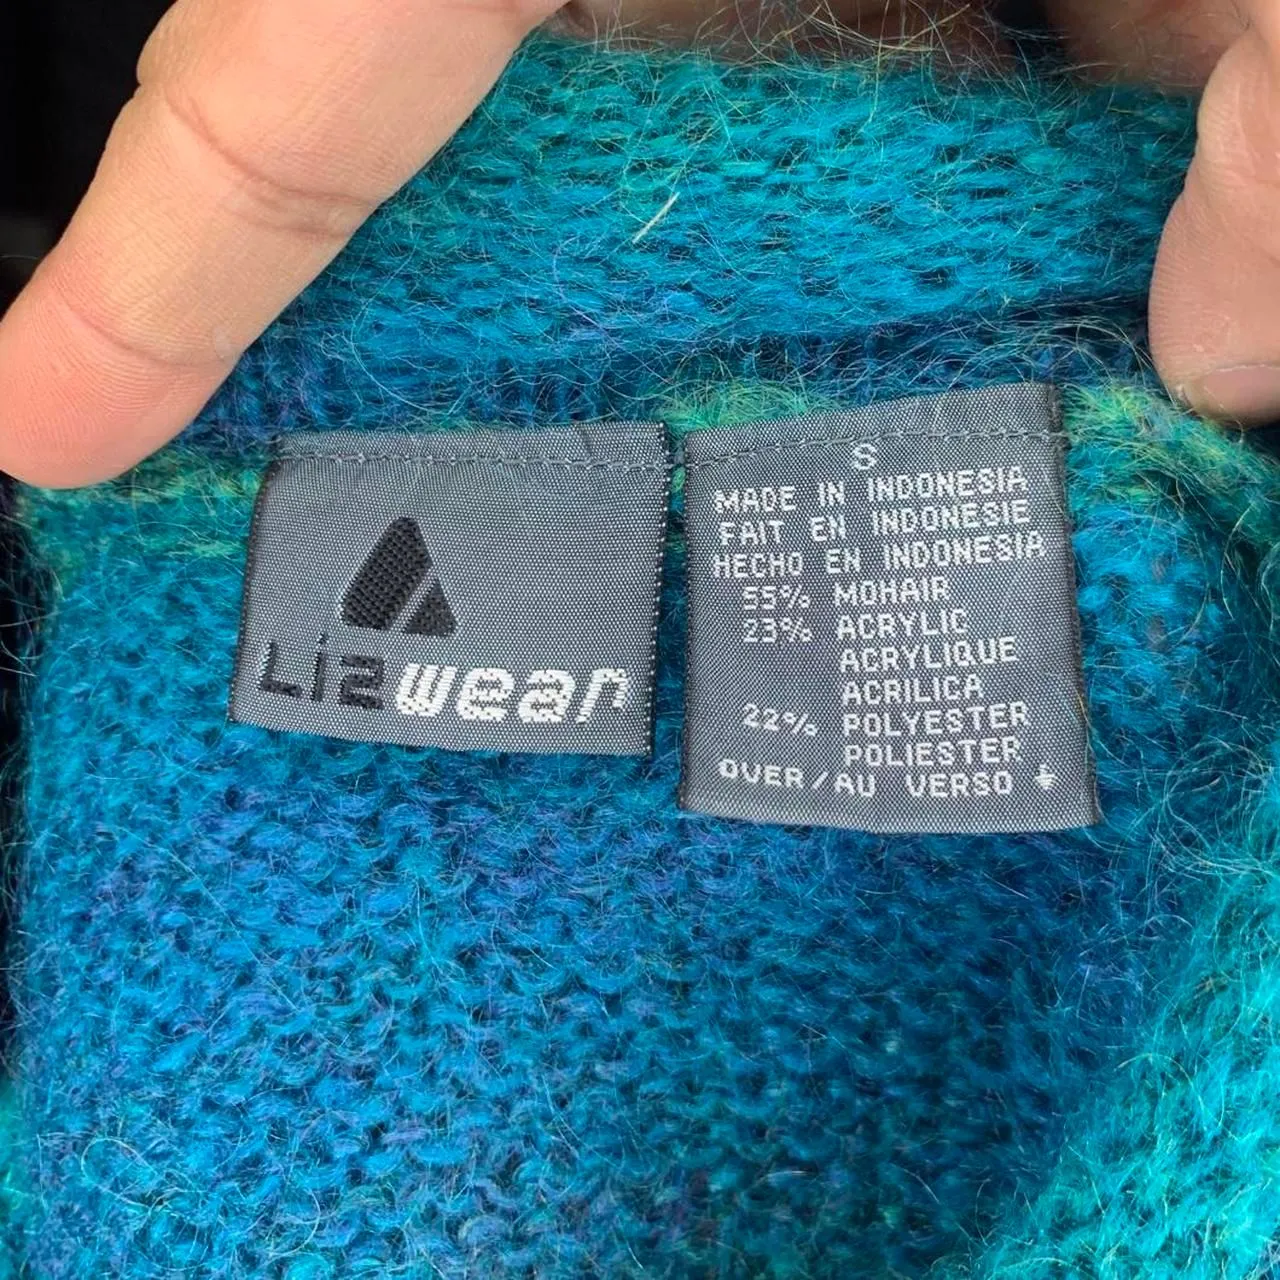 Lizwear
S
MADE IN INDONESIA
FAIT EN INDONESIE
HECHO EN INDONESIA
55% MOHAIR
23% ACRYLIC
ACRYLIQUE
ACRILICA
22% POLYESTER
POLIESTER
OVER/AU VERSO